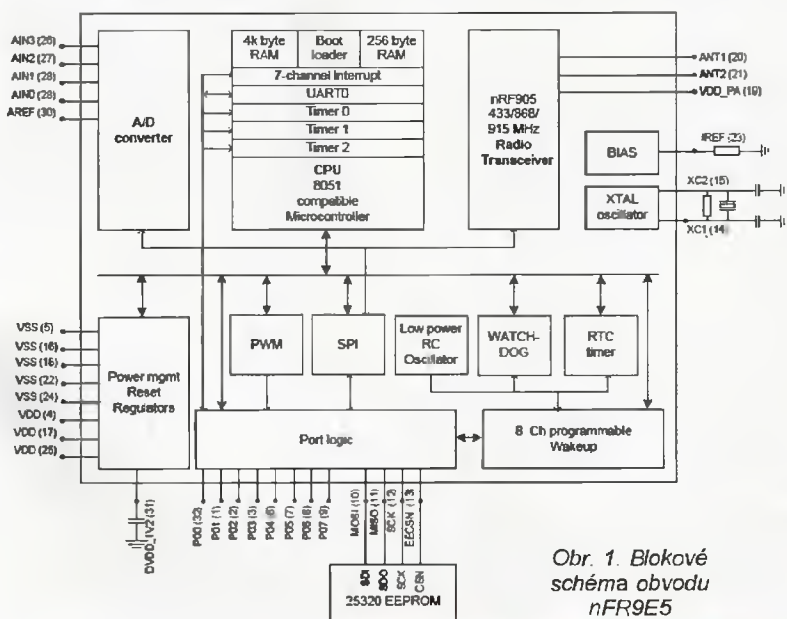 AIN3 (26)
AIN2 (27)
AIN1 (28)
AIN0 (28)
AREF (30)
A/D
converter
4k byte
RAM
Boot
loader
256 byte
RAM
7-channel Interrupt
UART0
Timer 0
Timer 1
Timer 2
CPU
8051
compatible
Microcontroller
nRF905
433/868/
915 MHz
Radio
Transceiver
ANT1 (20)
ANT2 (21)
VDD_PA (19)
BIAS
IREF (23)
XTAL
oscillator
XC2 (15)
XC1 (14)
VSS (5)
VSS (16)
VSS (18)
VSS (22)
VSS (24)
VDD (4)
VDD (17)
VDD (25)
Power mgmt
Reset
Regulators
PWM
SPI
Low power
RC
Oscillator
WATCH-
DOG
RTC
timer
Port logic
8 Ch programmable
Wakeup
DVDD_1V2 (31)
P00 (32)
P01 (1)
P02 (2)
P03 (3)
P04 (6)
P05 (7)
P06 (8)
P07 (9)
MOSI (10)
MISO (11)
SCK (12)
EECSN (13)
SDI
SDO
SCK
CSN
25320 EEPROM
Obr. 1. Blokové
schéma obvodu
nFR9E5